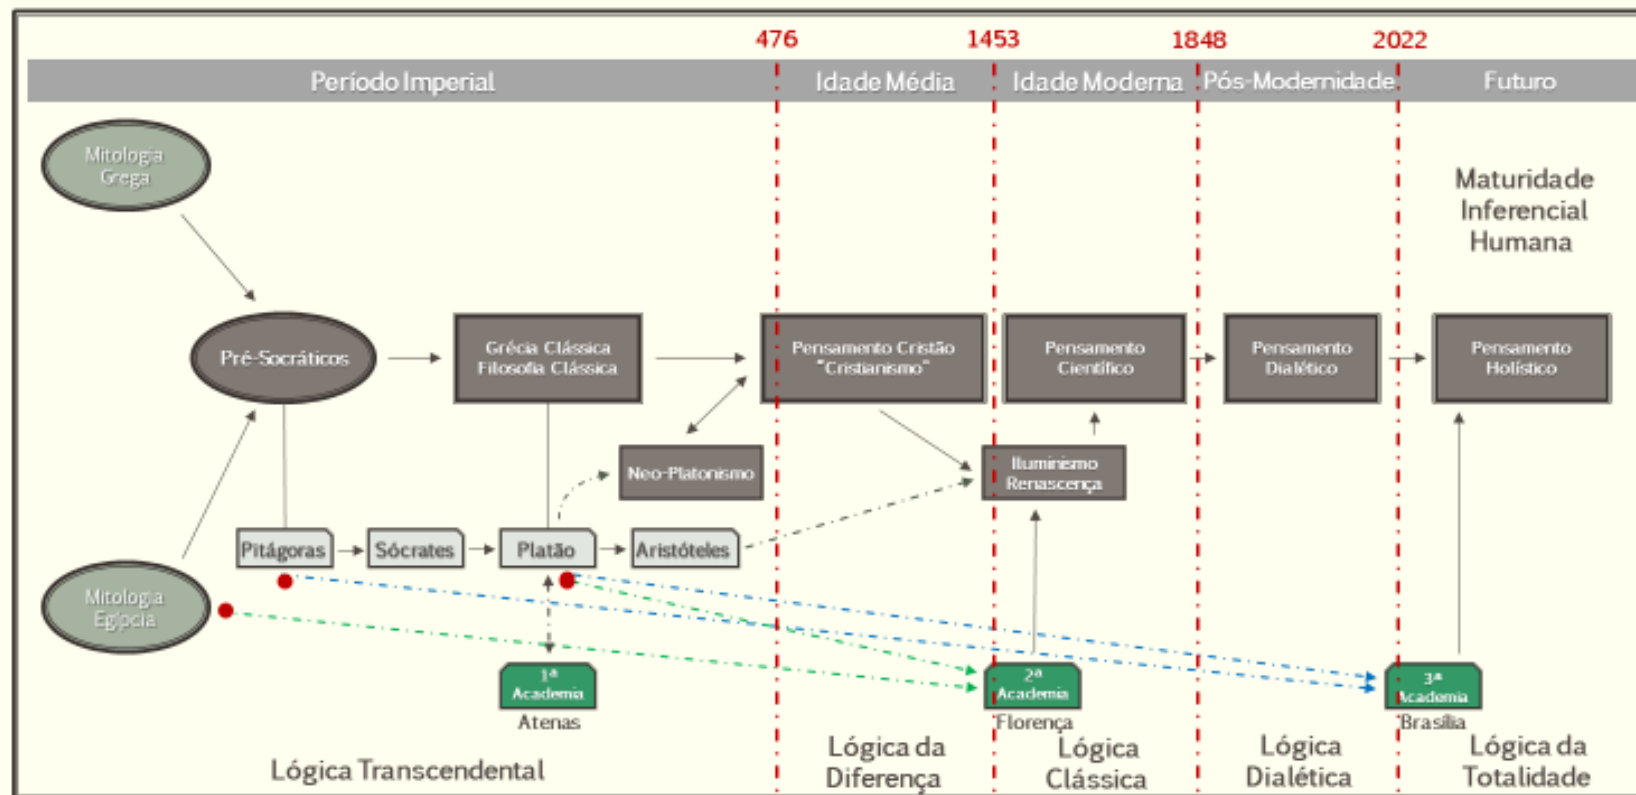 476
1453
1848
2022
Período Imperial
Idade Média
Idade Moderna
Pós-Modernidade
Futuro
Mitologia
Grega
Maturidade
Inferencial
Humana
Pré-Socráticos
Grécia Clássica
Filosofia Clássica
Pensamento Cristão
"Cristianismo"
Pensamento
Científico
Pensamento
Dialético
Pensamento
Holístico
Neo-Platonismo
Iluminismo
Renascença
Pitágoras
Sócrates
Platão
Aristóteles
Mitologia
Egípcia
1ª
Academia
Atenas
2ª
Academia
Florença
3ª
Academia
Brasília
Lógica Transcendental
Lógica da
Diferença
Lógica
Clássica
Lógica
Dialética
Lógica da
Totalidade